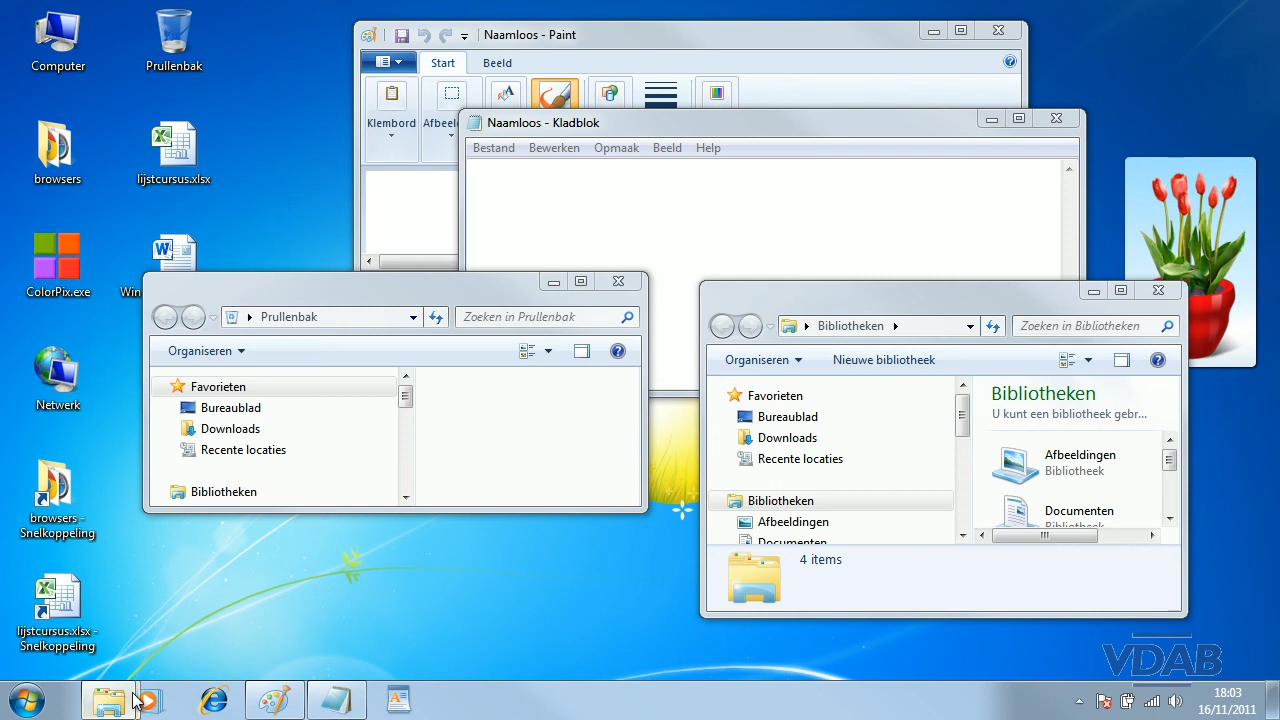 Computer
Prullenbak
browsers
lijstcursus.xlsx
ColorPix.exe
Netwerk
browsers -
Snelkoppeling
lijstcursus.xlsx -
Snelkoppeling
Naamloos - Paint
Start
Beeld
Klembord
Naamloos - Kladblok
Bestand
Bewerken
Opmaak
Beeld
Help
Prullenbak
Zoeken in Prullenbak
Organiseren
Favorieten
Bureaublad
Downloads
Recente locaties
Bibliotheken
Bibliotheken
Zoeken in Bibliotheken
Organiseren
Nieuwe bibliotheek
Favorieten
Bureaublad
Downloads
Recente locaties
Bibliotheken
Afbeeldingen
Documenten
Bibliotheken
U kunt een bibliotheek gebr...
Afbeeldingen
Bibliotheek
Documenten
Bibliotheek
4 items
VDAB
18:03
16/11/2011